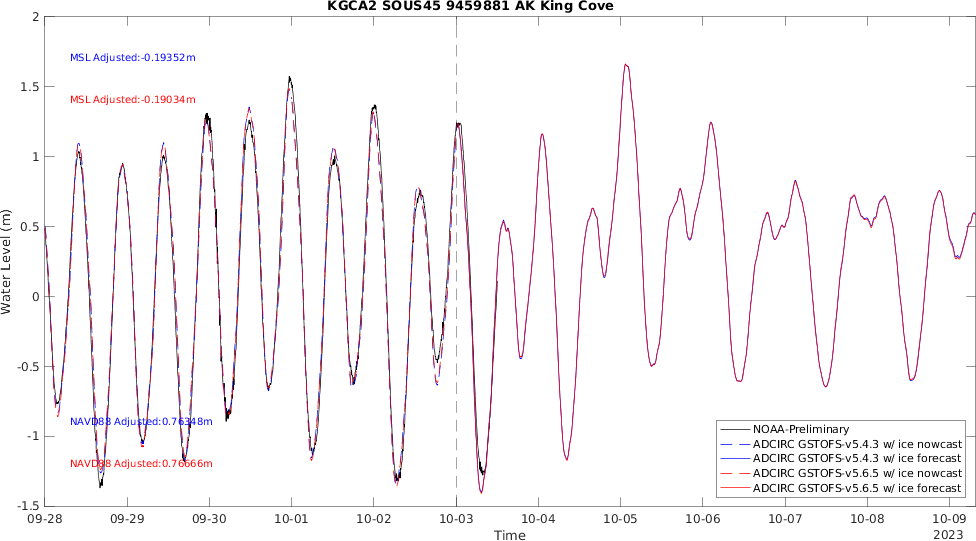 KGCA2 SOUS45 9459881 AK King Cove
2
1.5
1
0.5
0
-0.5
-1
-1.5
Water Level (m)
MSL Adjusted:-0.19352m
MSL Adjusted:-0.19034m
NAVD88 Adjusted:0.76348m
NAVD88 Adjusted:0.76666m
NOAA-Preliminary
ADCIRC GSTOFS-v5.4.3 w/ ice nowcast
ADCIRC GSTOFS-v5.4.3 w/ ice forecast
ADCIRC GSTOFS-v5.6.5 w/ ice nowcast
ADCIRC GSTOFS-v5.6.5 w/ ice forecast
09-28 09-29 09-30 10-01 10-02 10-03 10-04 10-05 10-06 10-07 10-08 10-09
2023
Time